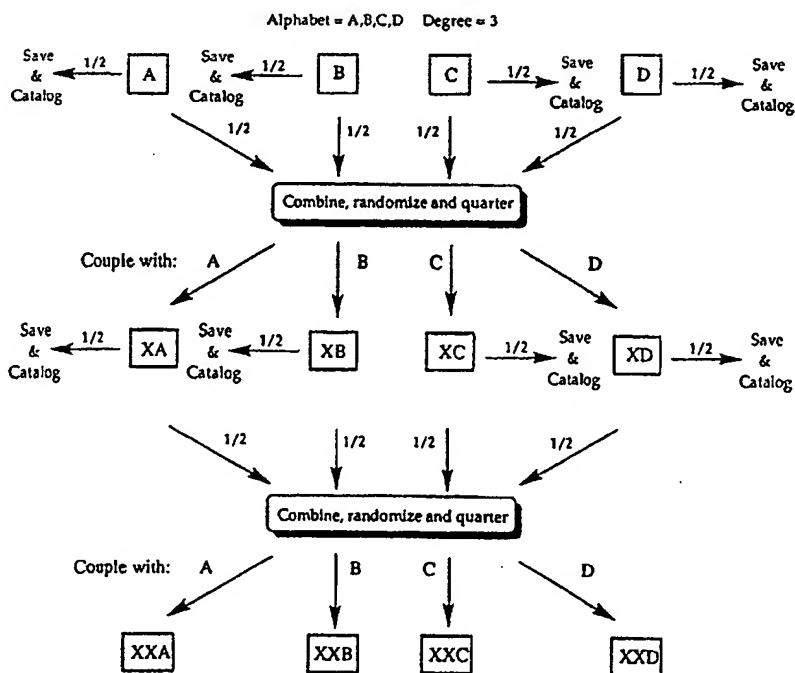 Alphabet = A,B,C,D Degree = 3
Save & Catalog 1/2 A Save & Catalog 1/2 B C 1/2 Save & Catalog D 1/2 Save & Catalog
1/2 1/2 1/2 1/2
Combine, randomize and quarter
Couple with: A B C D
Save & Catalog 1/2 XA Save & Catalog 1/2 XB XC 1/2 Save & Catalog XD 1/2 Save & Catalog
1/2 1/2 1/2 1/2
Combine, randomize and quarter
Couple with: A B C D
XXA XXB XXC XXD